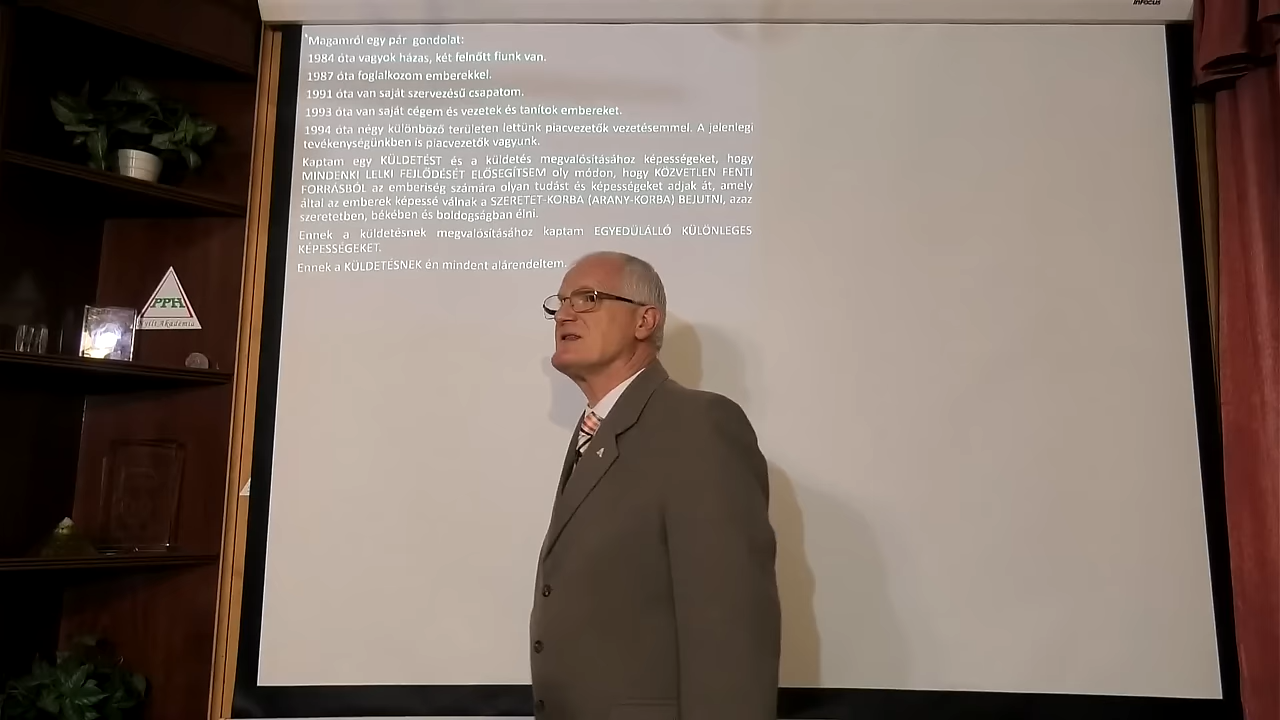 InFocus
Magamról egy pár gondolat:
1984 óta vagyok házas, két felnőtt fiunk van.
1987 óta foglalkozom emberekkel.
1991 óta van saját szervezésű csapatom.
1993 óta van saját cégem és vezetek és tanítok embereket.
1994 óta négy különböző területen lettünk piacvezetők vezetésemmel. A jelenlegi
tevékenységünkben is piacvezetők vagyunk.
Kaptam egy KÜLDETÉST és a küldetés megvalósításához képességeket, hogy
MINDENKI LELKI FEJLŐDÉSÉT ELŐSEGÍTSEM oly módon, hogy KÖZVETLEN FENTI
FORRÁSBÓL az emberiség számára olyan tudást és képességeket adjak át, amely
által az emberek képessé válnak a SZERETET-KORBA (ARANY-KORBA) BEJUTNI, azaz
szeretetben, békében és boldogságban élni.
Ennek a küldetésnek megvalósításához kaptam EGYEDÜLÁLLÓ KÜLÖNLEGES
KÉPESSÉGEKET.
Ennek a KÜLDETÉSNEK én mindent alárendeltem.
PPH
Nyílt Akadémia